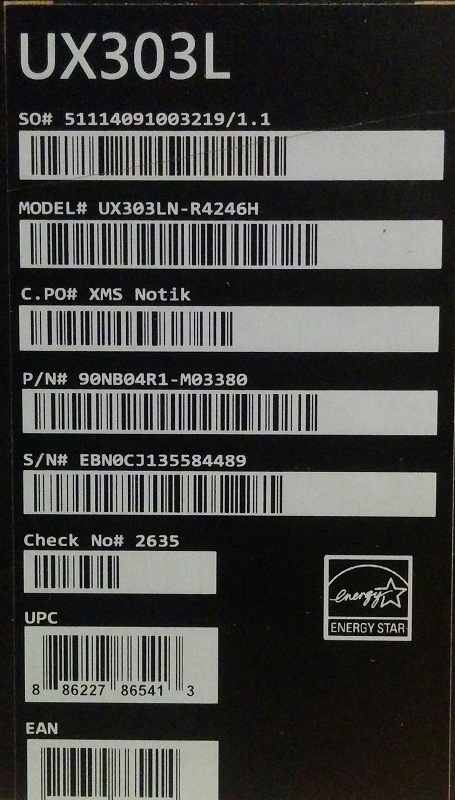 UX303L
SO# 51114091003219/1.1
MODEL# UX303LN-R4246H
C.PO# XMS Notik
P/N# 90NB04R1-M03380
S/N# EBN0CJ135584489
Check No# 2635
energy
ENERGY STAR
UPC
8 86227 86541 3
EAN